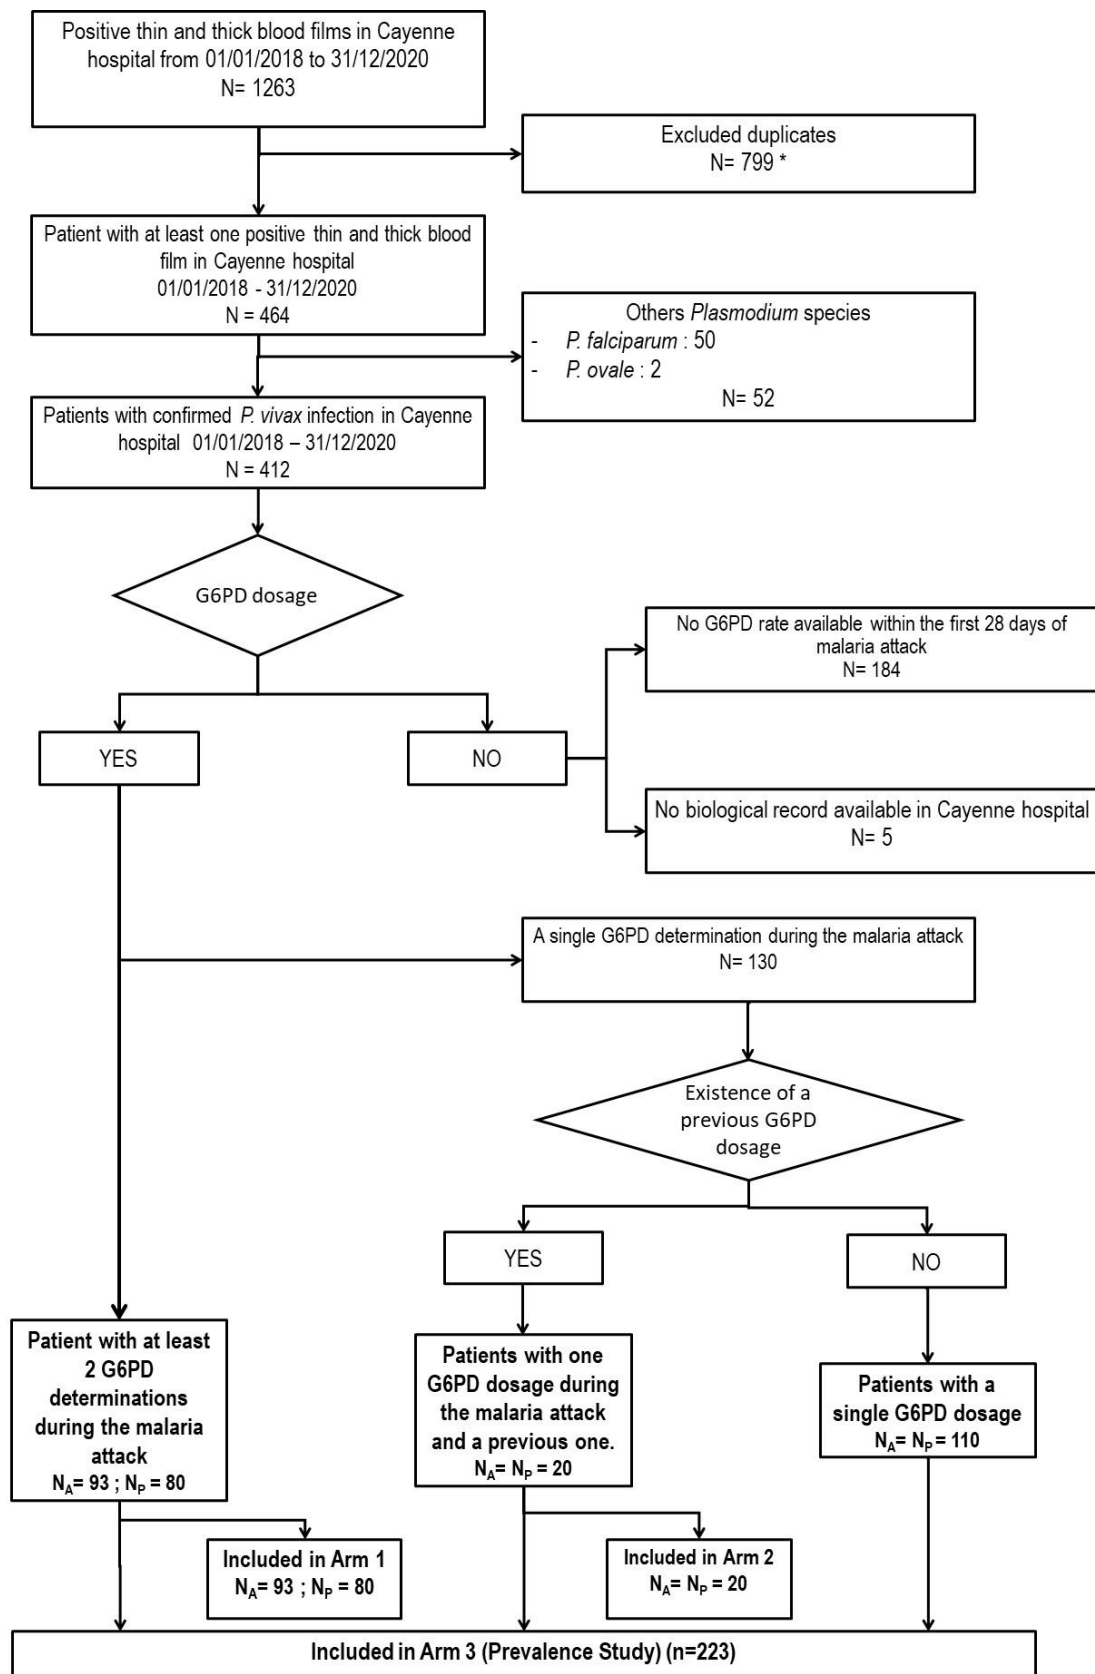 Positive thin and thick blood films in Cayenne
hospital from 01/01/2018 to 31/12/2020
N= 1263
Excluded duplicates
N= 799 *
Patient with at least one positive thin and thick blood
film in Cayenne hospital
01/01/2018 - 31/12/2020
N = 464
Others Plasmodium species
- P. falciparum : 50
- P. ovale : 2
N= 52
Patients with confirmed P. vivax infection in Cayenne
hospital 01/01/2018 – 31/12/2020
N = 412
G6PD dosage
No G6PD rate available within the first 28 days of
malaria attack
N= 184
YES
NO
No biological record available in Cayenne hospital
N= 5
A single G6PD determination during the malaria attack
N= 130
Existence of a
previous G6PD
dosage
YES
NO
Patient with at least
2 G6PD
determinations
during the malaria
attack
NA= 93 ; NP = 80
Patients with one
G6PD dosage during
the malaria attack
and a previous one.
NA= NP = 20
Patients with a
single G6PD dosage
NA= NP = 110
Included in Arm 1
NA= 93 ; NP = 80
Included in Arm 2
NA= NP = 20
Included in Arm 3 (Prevalence Study) (n=223)